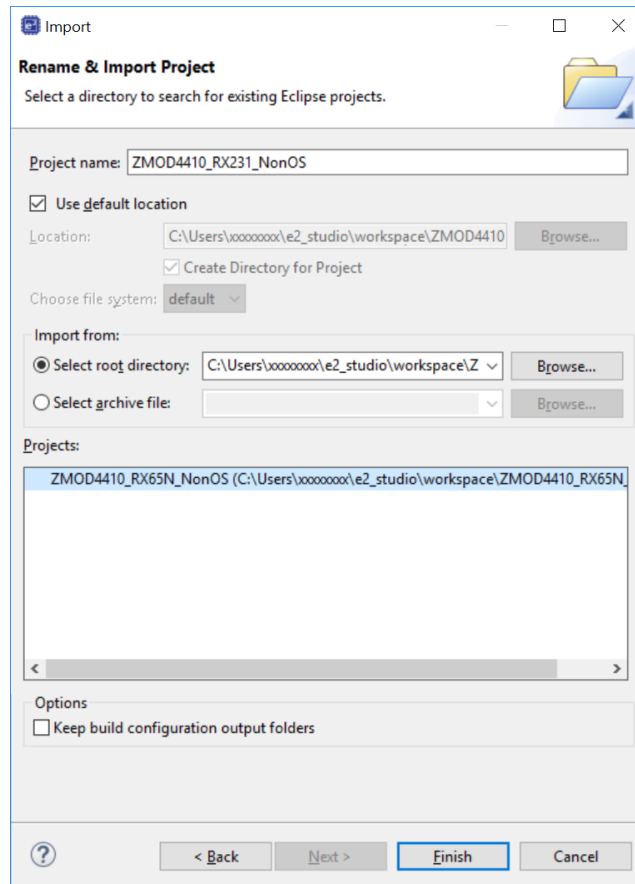 Import
Rename & Import Project
Select a directory to search for existing Eclipse projects.
Project name: ZMOD4410_RX231_NonOS
Use default location
Location: C:\Users\xxxxxxxx\e2_studio\workspace\ZMOD4410 Browse...
Create Directory for Project
Choose file system: default
Import from:
Select root directory: C:\Users\xxxxxxxx\e2_studio\workspace\Z Browse...
Select archive file: Browse...
Projects:
ZMOD4410_RX65N_NonOS (C:\Users\xxxxxxxx\e2_studio\workspace\ZMOD4410_RX65N_
Options
Keep build configuration output folders
? < Back Next > Finish Cancel